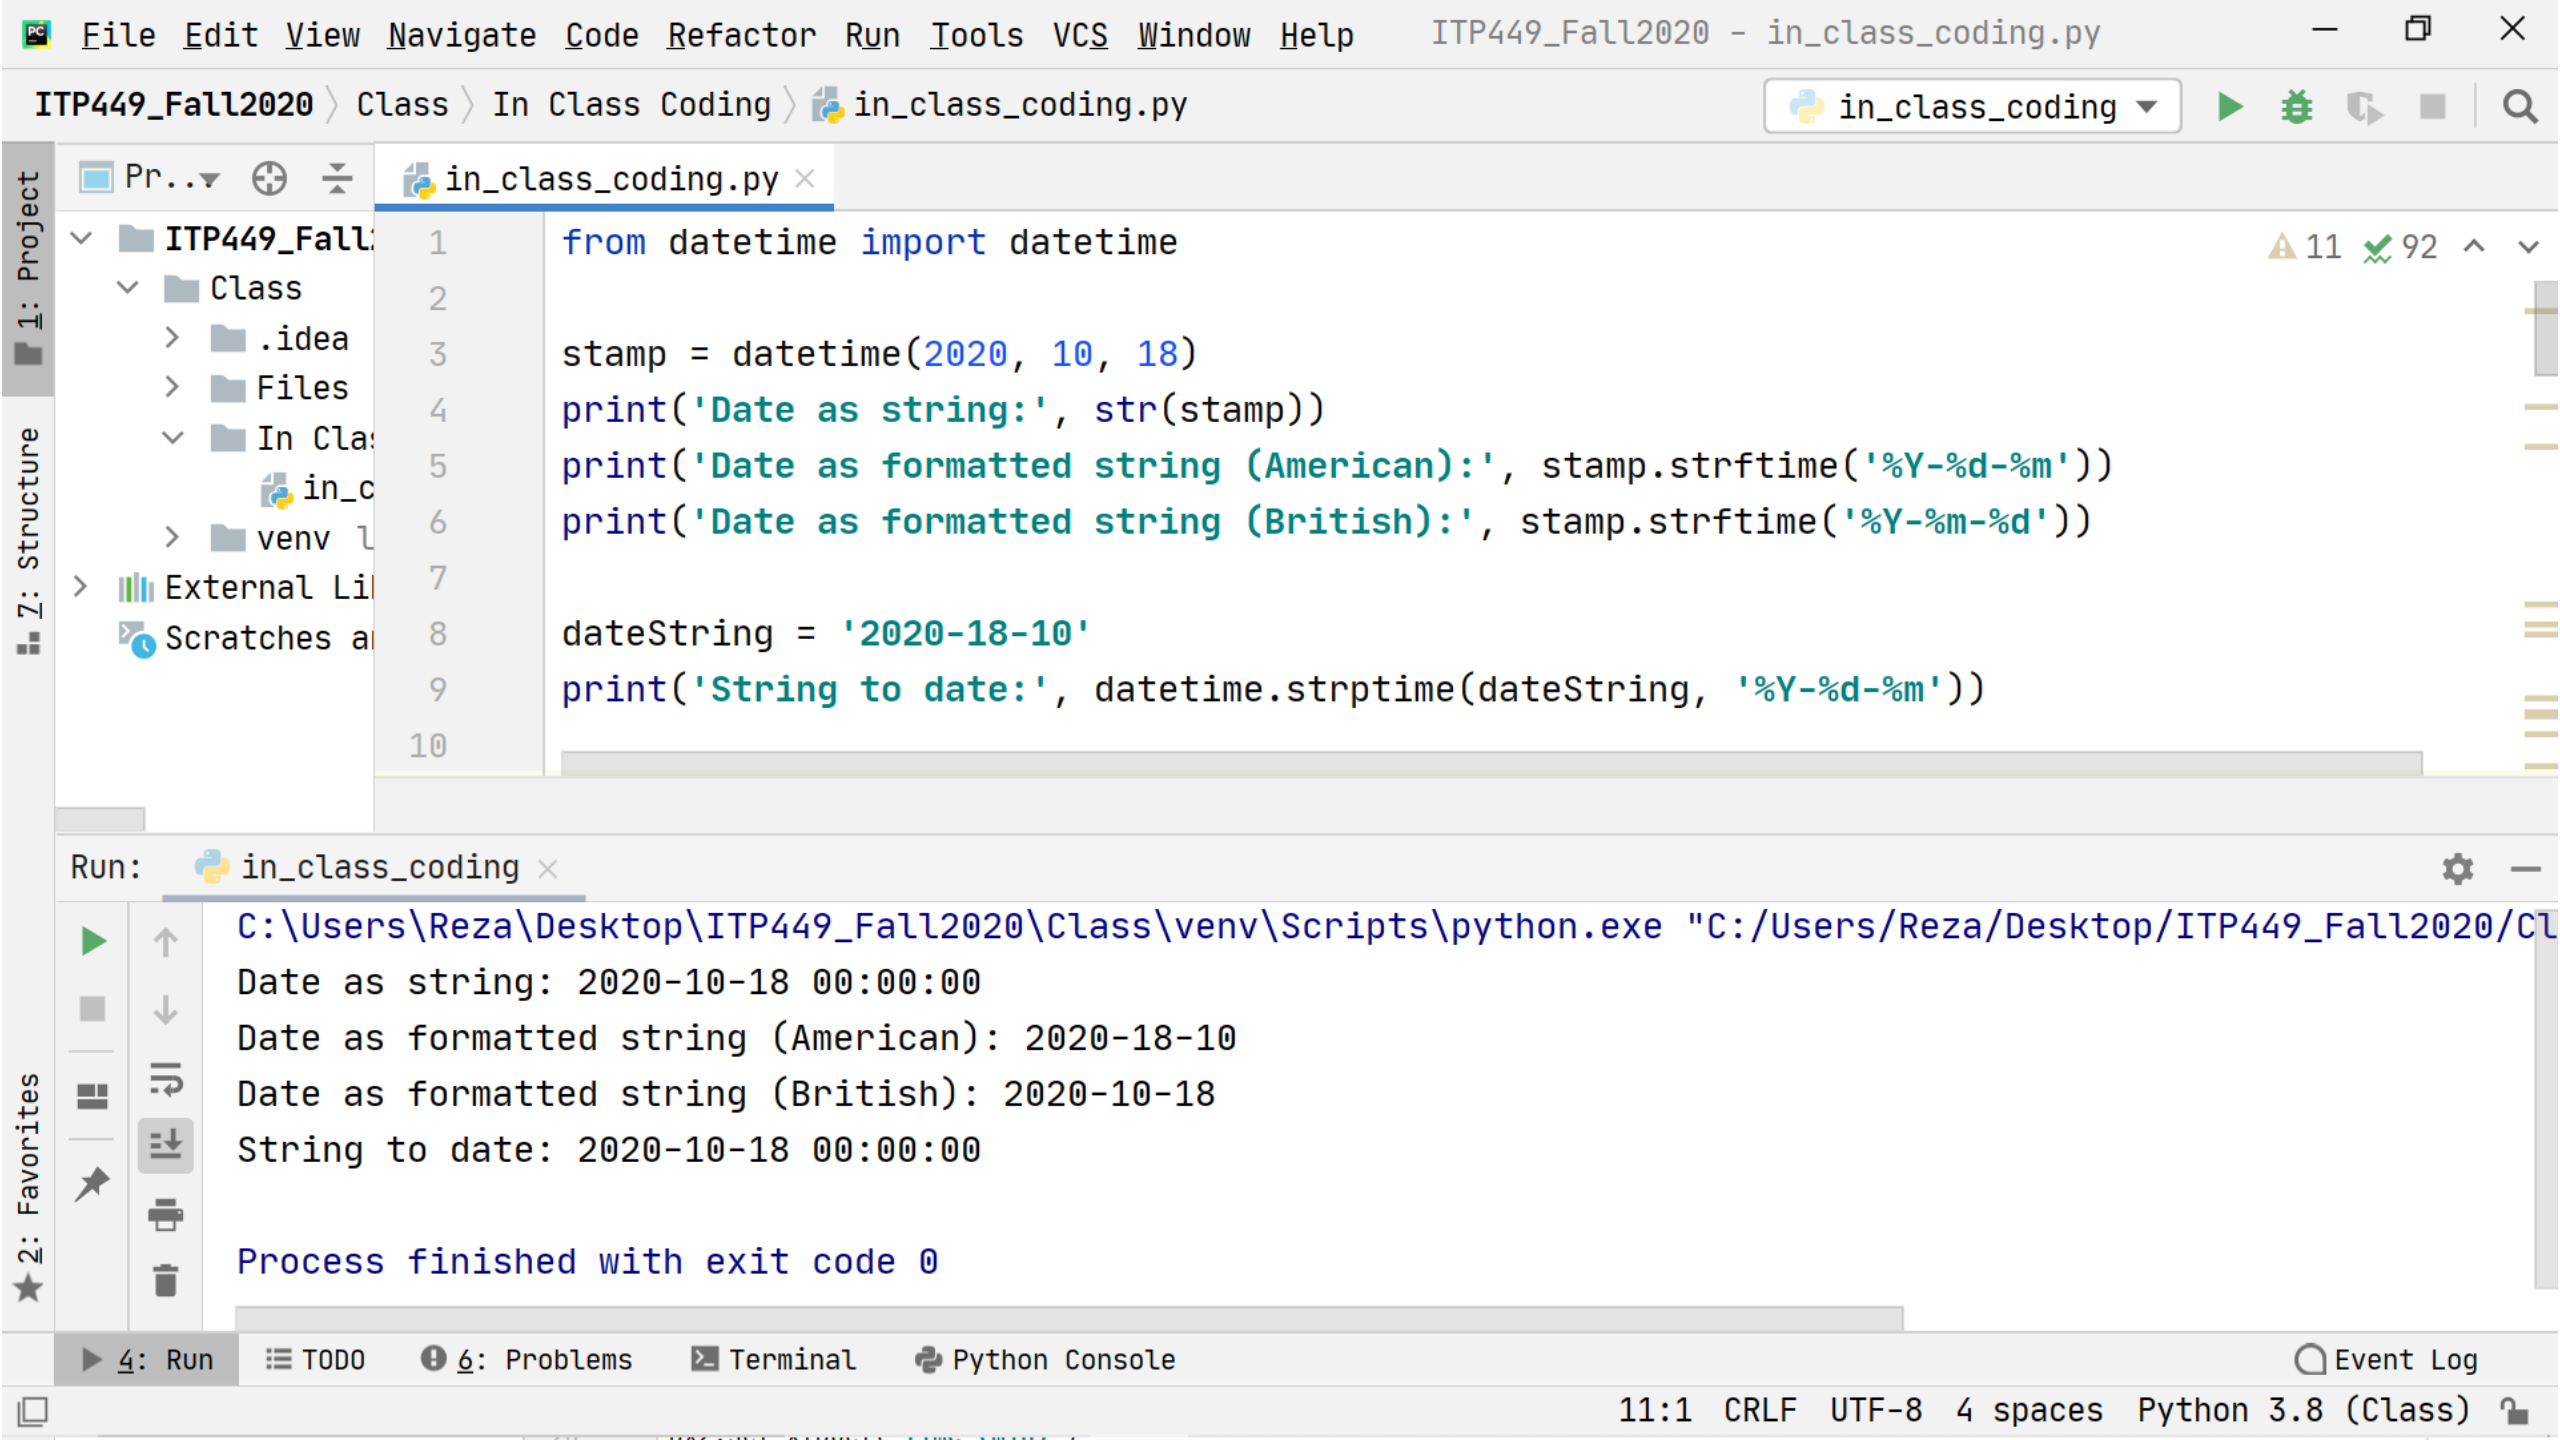 File Edit View Navigate Code Refactor Run Tools VCS Window Help ITP449_Fall2020 - in_class_coding.py
ITP449_Fall2020 Class In Class Coding in_class_coding.py in_class_coding
1: Project
7: Structure
2: Favorites
Pr...
ITP449_Fall
Class
.idea
Files
In Clas
in_c
venv l
External Li
Scratches a
in_class_coding.py
11 92
1 from datetime import datetime
2
3 stamp = datetime(2020, 10, 18)
4 print('Date as string:', str(stamp))
5 print('Date as formatted string (American):', stamp.strftime('%Y-%d-%m'))
6 print('Date as formatted string (British):', stamp.strftime('%Y-%m-%d'))
7
8 dateString = '2020-18-10'
9 print('String to date:', datetime.strptime(dateString, '%Y-%d-%m'))
10
Run: in_class_coding
C:\Users\Reza\Desktop\ITP449_Fall2020\Class\venv\Scripts\python.exe "C:/Users/Reza/Desktop/ITP449_Fall2020/Cl
Date as string: 2020-10-18 00:00:00
Date as formatted string (American): 2020-18-10
Date as formatted string (British): 2020-10-18
String to date: 2020-10-18 00:00:00
Process finished with exit code 0
4: Run TODO 6: Problems Terminal Python Console Event Log
11:1 CRLF UTF-8 4 spaces Python 3.8 (Class)